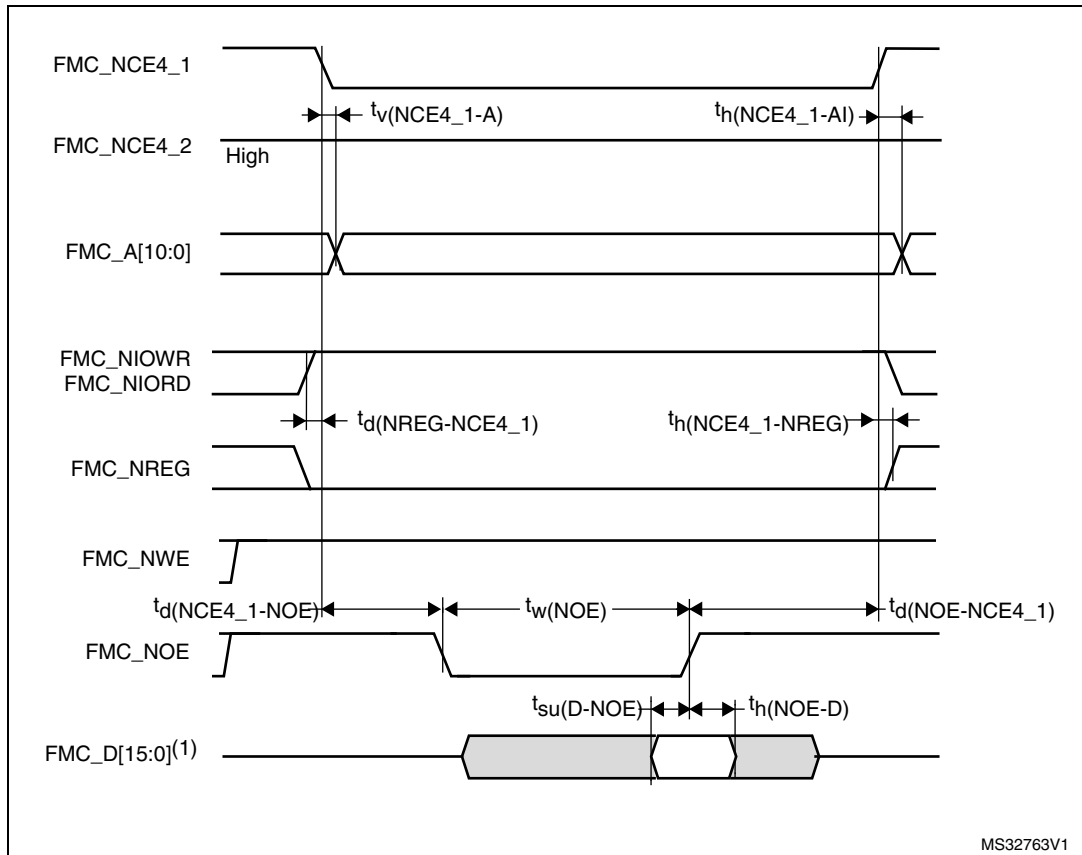 FMC_NCE4_1
tv(NCE4_1-A)
th(NCE4_1-AI)
FMC_NCE4_2
High
FMC_A[10:0]
FMC_NIOWR
FMC_NIORD
td(NREG-NCE4_1)
th(NCE4_1-NREG)
FMC_NREG
FMC_NWE
td(NCE4_1-NOE)
tw(NOE)
td(NOE-NCE4_1)
FMC_NOE
tsu(D-NOE)
th(NOE-D)
FMC_D[15:0](1)
MS32763V1